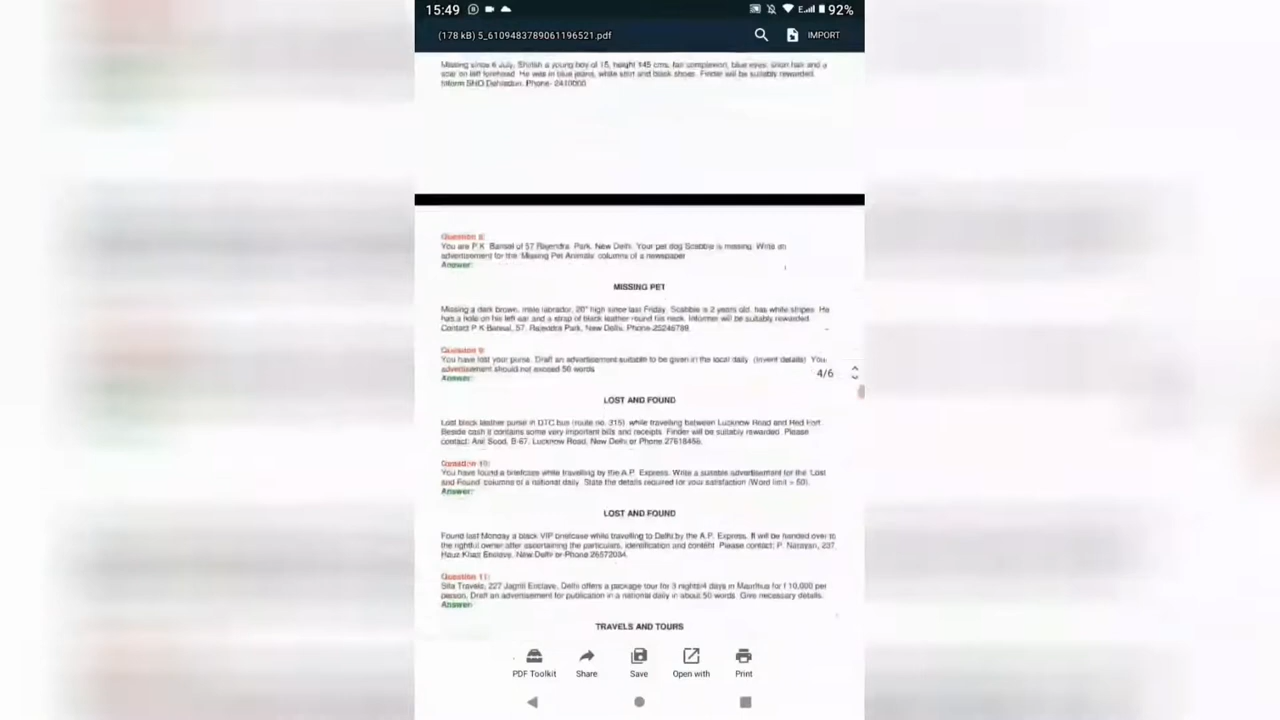 15:49 92%
(178 kB) 5_6109483789061196521.pdf IMPORT
Missing since 6 July, Shirish a young boy of 15, height 145 cms, fair complexion, blue eyes, short hair and a
scar on left forehead. He was in blue jeans, white shirt and black shoes. Finder will be suitably rewarded.
Inform SHO Dehradun. Phone- 2410000
Question 8:
You are P.K. Bansal of 57 Rajendra Park, New Delhi. Your pet dog Scabbie is missing. Write an
advertisement for the 'Missing Pet Animals' columns of a newspaper
Answer:
MISSING PET
Missing a dark brown, male labrador, 20" high since last Friday. Scabbie is 2 years old, has white stripes. He
has a hole on his left ear and a strap of black leather round his neck. Informer will be suitably rewarded.
Contact P K Bansal, 57, Rajendra Park, New Delhi. Phone-25246789.
Question 9:
You have lost your purse. Draft an advertisement suitable to be given in the local daily. (Invent details) You
advertisement should not exceed 50 words
Answer:
4/6
LOST AND FOUND
Lost black leather purse in DTC bus (route no. 315), while travelling between Lucknow Road and Red Fort.
Beside cash it contains some very important bills and receipts. Finder will be suitably rewarded. Please
contact: Anil Sood, B-67, Lucknow Road, New Delhi or Phone 27618456.
Question 10:
You have found a briefcase while travelling by the A.P. Express. Write a suitable advertisement for the 'Lost
and Found' columns of a national daily. State the details required for your satisfaction (Word limit = 50).
Answer:
LOST AND FOUND
Found last Monday a black VIP briefcase while travelling to Delhi by the A.P. Express. It will be handed over to
the rightful owner after ascertaining the particulars, identification and content. Please contact: P. Narayan, 237,
Hauz Khas Enclave, New Delhi or Phone 26572034.
Question 11:
Sita Travels, 227 Jagriti Enclave, Delhi offers a package tour for 3 nights/4 days in Mauritius for f 10,000 per
person. Draft an advertisement for publication in a national daily in about 50 words. Give necessary details.
Answer:
TRAVELS AND TOURS
PDF Toolkit Share Save Open with Print